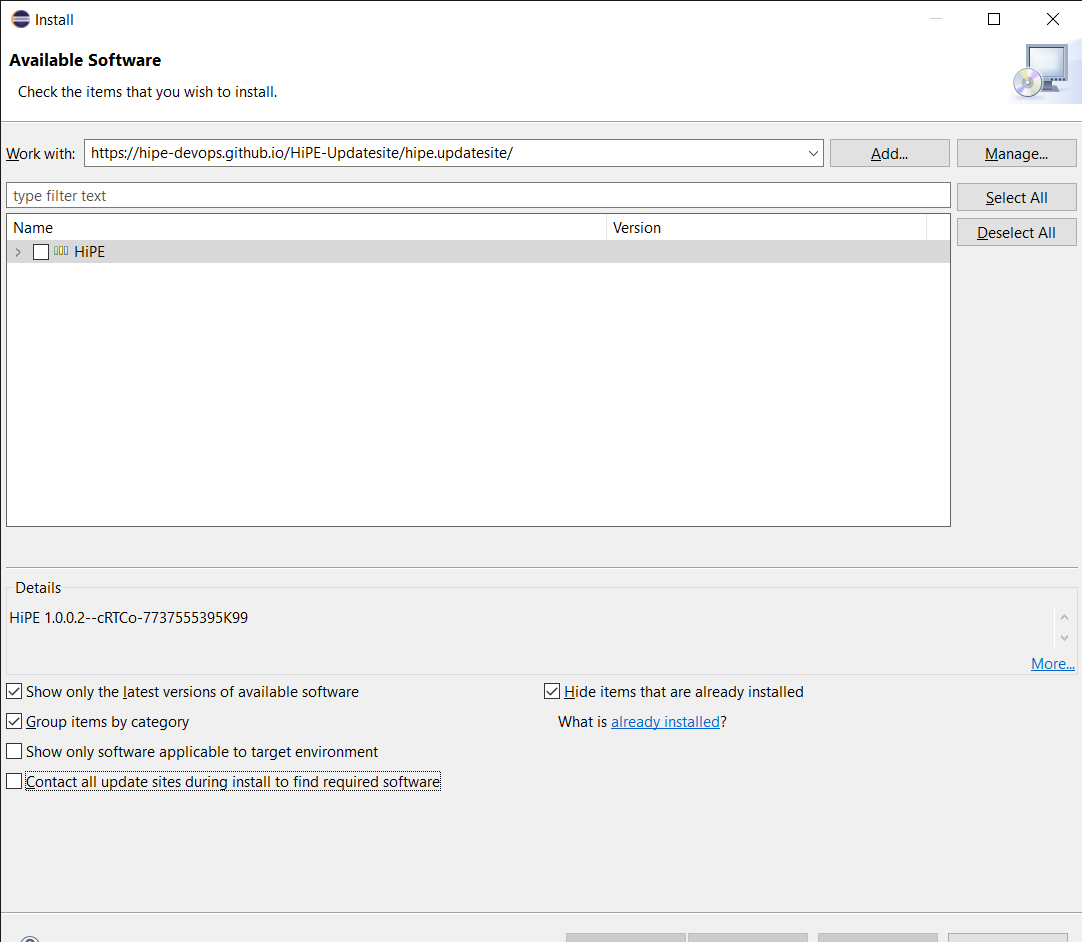 Install
Available Software
Check the items that you wish to install.
Work with: https://hipe-devops.github.io/HiPE-Updatesite/hipe.updatesite/ Add... Manage...
type filter text Select All
Name Version Deselect All
HiPE
Details
HiPE 1.0.0.2--cRTCo-7737555395K99
More...
Show only the latest versions of available software Hide items that are already installed
Group items by category What is already installed?
Show only software applicable to target environment
Contact all update sites during install to find required software